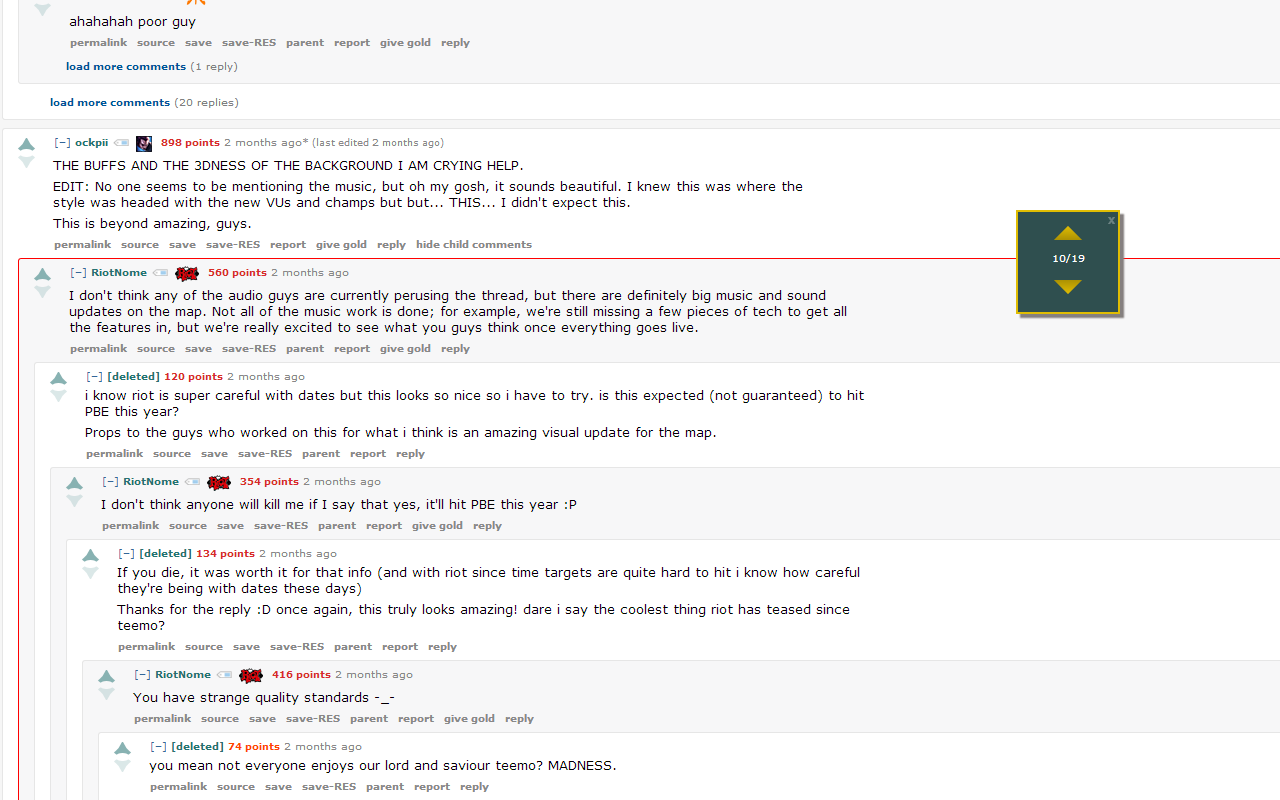 ahahahah poor guy
permalink source save save-RES parent report give gold reply
load more comments (1 reply)
load more comments (20 replies)
[–] ockpii 898 points 2 months ago* (last edited 2 months ago)
THE BUFFS AND THE 3DNESS OF THE BACKGROUND I AM CRYING HELP.
EDIT: No one seems to be mentioning the music, but oh my gosh, it sounds beautiful. I knew this was where the
style was headed with the new VUs and champs but but... THIS... I didn't expect this.
This is beyond amazing, guys.
permalink source save save-RES report give gold reply hide child comments
x
10/19
[–] RiotNome 560 points 2 months ago
I don't think any of the audio guys are currently perusing the thread, but there are definitely big music and sound
updates on the map. Not all of the music work is done; for example, we're still missing a few pieces of tech to get all
the features in, but we're really excited to see what you guys think once everything goes live.
permalink source save save-RES parent report give gold reply
[–] [deleted] 120 points 2 months ago
i know riot is super careful with dates but this looks so nice so i have to try. is this expected (not guaranteed) to hit
PBE this year?
Props to the guys who worked on this for what i think is an amazing visual update for the map.
permalink source save save-RES parent report reply
[–] RiotNome 354 points 2 months ago
I don't think anyone will kill me if I say that yes, it'll hit PBE this year :P
permalink source save save-RES parent report give gold reply
[–] [deleted] 134 points 2 months ago
If you die, it was worth it for that info (and with riot since time targets are quite hard to hit i know how careful
they're being with dates these days)
Thanks for the reply :D once again, this truly looks amazing! dare i say the coolest thing riot has teased since
teemo?
permalink source save save-RES parent report reply
[–] RiotNome 416 points 2 months ago
You have strange quality standards -_-
permalink source save save-RES parent report give gold reply
[–] [deleted] 74 points 2 months ago
you mean not everyone enjoys our lord and saviour teemo? MADNESS.
permalink source save save-RES parent report reply